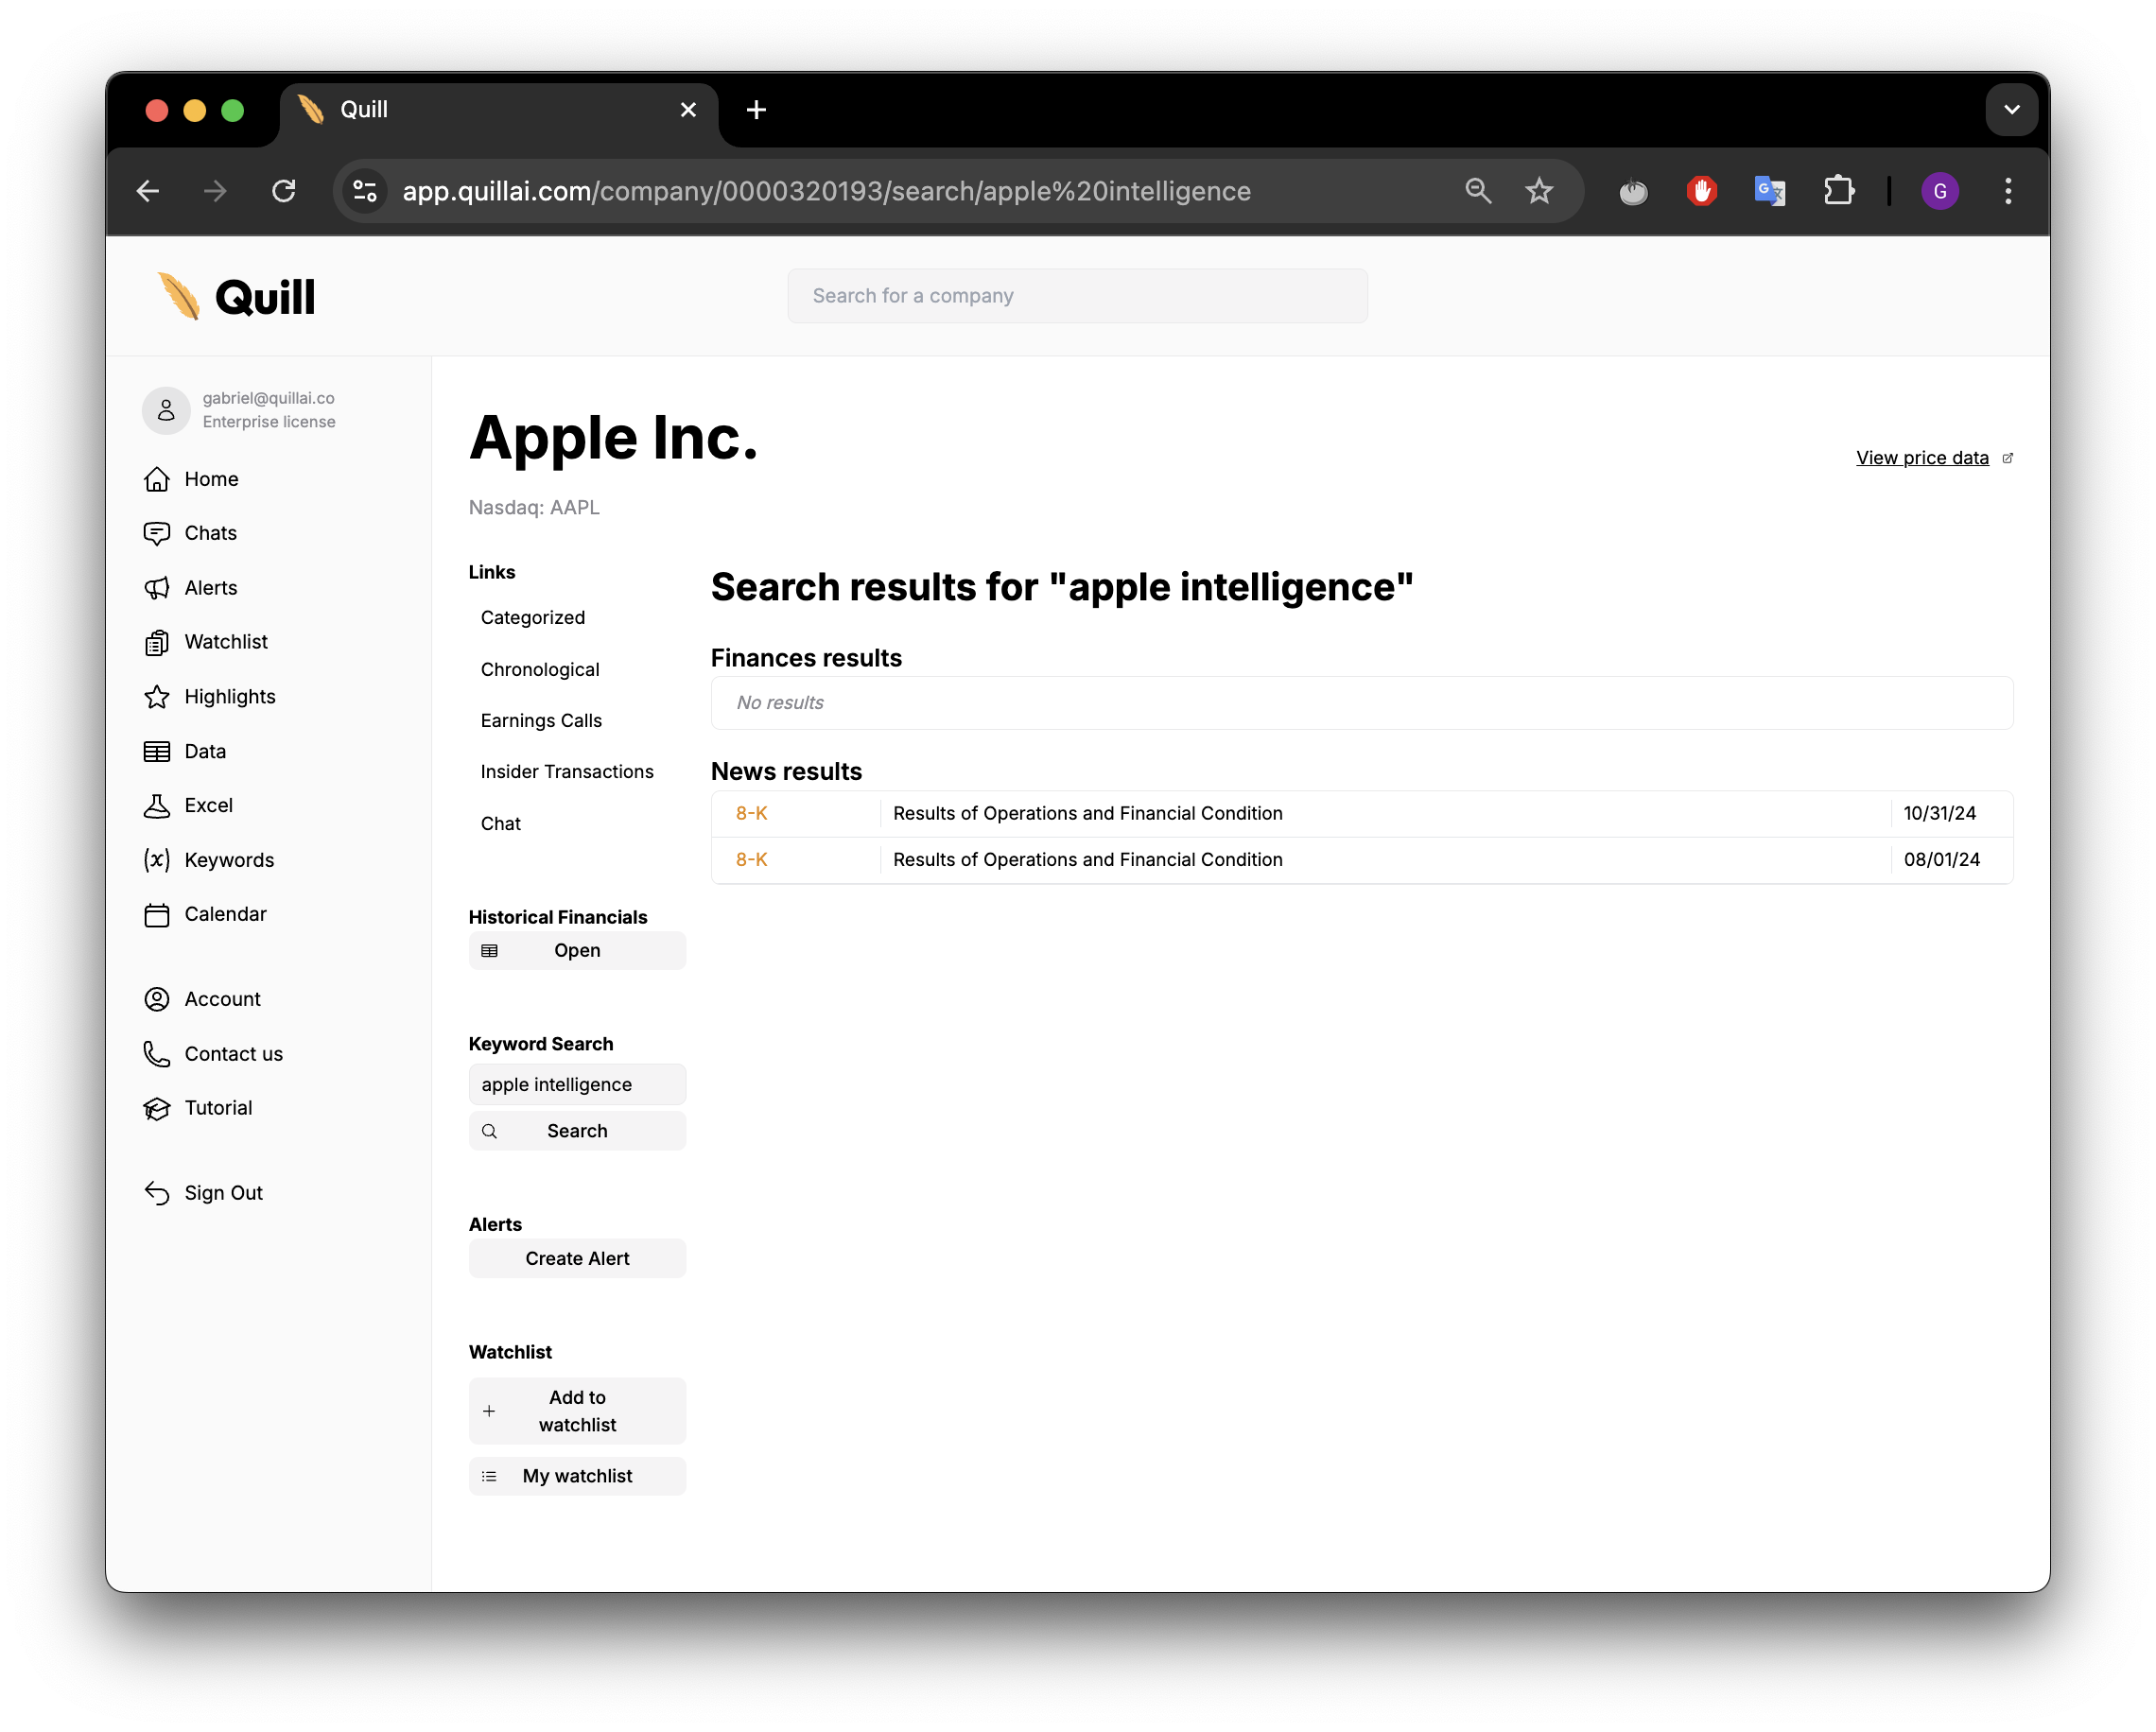 Quill
app.quillai.com/company/0000320193/search/apple%20intelligence
G
Quill
Search for a company
gabriel@quillai.co
Enterprise license
Home
Chats
Alerts
Watchlist
Highlights
Data
Excel
Keywords
Calendar
Account
Contact us
Tutorial
Sign Out
Apple Inc.
View price data
Nasdaq: AAPL
Links
Categorized
Chronological
Earnings Calls
Insider Transactions
Chat
Historical Financials
Open
Keyword Search
apple intelligence
Search
Alerts
Create Alert
Watchlist
Add to
watchlist
My watchlist
Search results for "apple intelligence"
Finances results
No results
News results
8-K Results of Operations and Financial Condition 10/31/24
8-K Results of Operations and Financial Condition 08/01/24